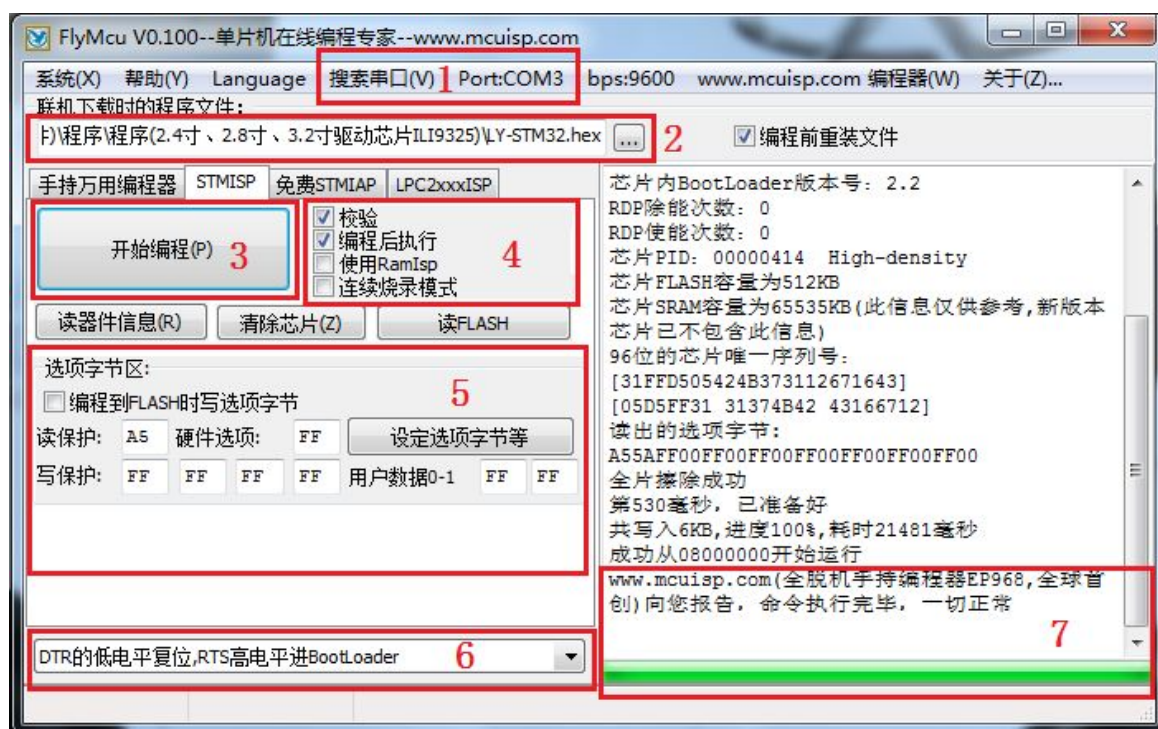 FlyMcu V0.100--单片机在线编程专家--www.mcuisp.com
系统(X) 帮助(Y) Language 搜索串口(V) Port:COM3 bps:9600 www.mcuisp.com 编程器(W) 关于(Z)...
1
联机下载时的程序文件:
\程序\程序(2.4寸、2.8寸、3.2寸驱动芯片ILI9325)\LY-STM32.hex ... 2 编程前重装文件
手持万用编程器 STMISP 免费STMIAP LPC2xxxISP
开始编程(P) 3
校验
编程后执行
使用RamIsp
连续烧录模式
4
读器件信息(R) 清除芯片(Z) 读FLASH
选项字节区:
5
编程到FLASH时写选项字节
读保护: A5 硬件选项: FF 设定选项字节等
写保护: FF FF FF FF 用户数据0-1 FF FF
DTR的低电平复位,RTS高电平进BootLoader 6
芯片内BootLoader版本号: 2.2
RDP除能次数: 0
RDP使能次数: 0
芯片PID: 00000414 High-density
芯片FLASH容量为512KB
芯片SRAM容量为65535KB(此信息仅供参考,新版本
芯片已不包含此信息)
96位的芯片唯一序列号:
[31FFD505424B373112671643]
[05D5FF31 31374B42 43166712]
读出的选项字节:
A55AFF00FF00FF00FF00FF00FF00FF00
全片擦除成功
第530毫秒, 已准备好
共写入6KB,进度100%,耗时21481毫秒
成功从08000000开始运行
www.mcuisp.com(全脱机手持编程器EP968,全球首
创)向您报告, 命令执行完毕, 一切正常
7